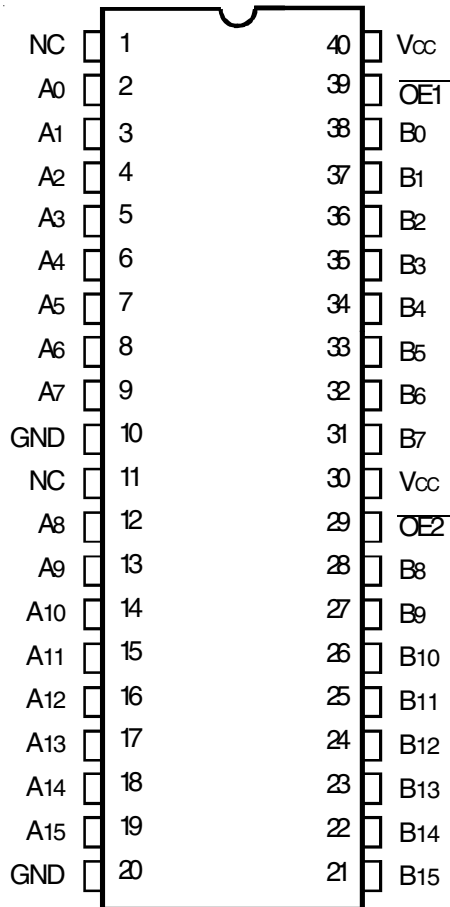 NC 1 40 Vcc
A0 2 39 OE1
A1 3 38 B0
A2 4 37 B1
A3 5 36 B2
A4 6 35 B3
A5 7 34 B4
A6 8 33 B5
A7 9 32 B6
GND 10 31 B7
NC 11 30 Vcc
A8 12 29 OE2
A9 13 28 B8
A10 14 27 B9
A11 15 26 B10
A12 16 25 B11
A13 17 24 B12
A14 18 23 B13
A15 19 22 B14
GND 20 21 B15